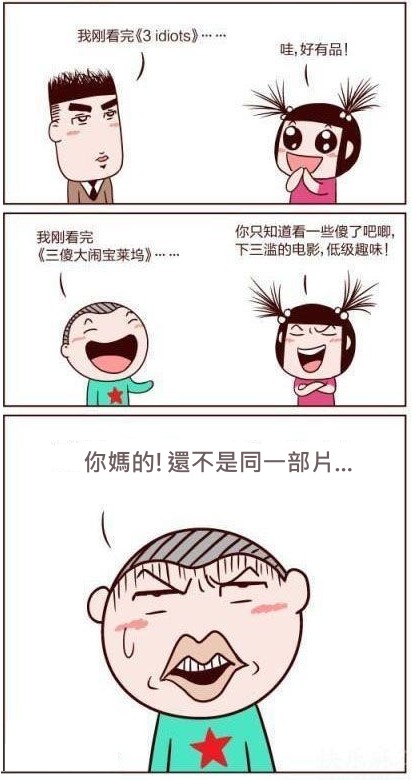 我刚看完《3 idiots》……
哇,好有品!
我刚看完
《三傻大闹宝莱坞》……
你只知道看一些傻了吧唧,
下三滥的电影,低级趣味!
你媽的! 還不是同一部片...